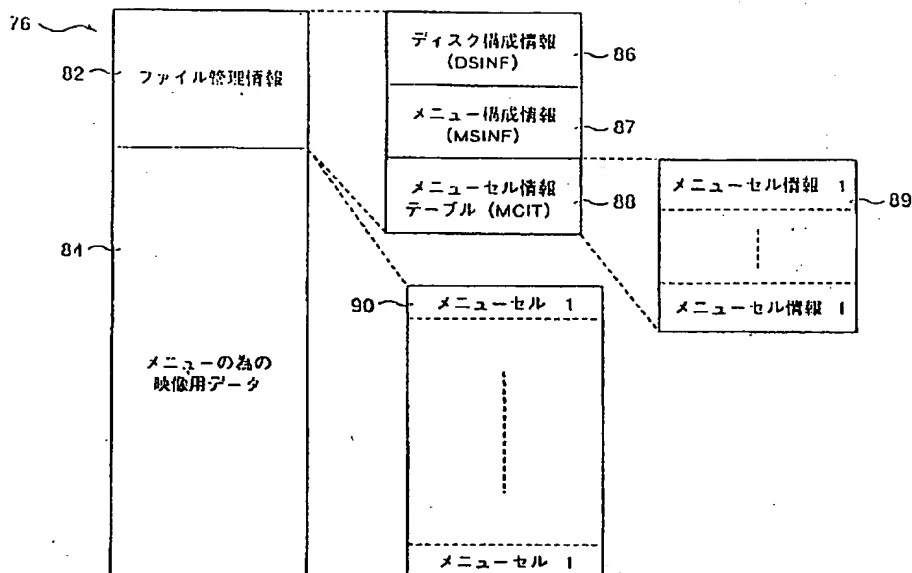 76
82
ファイル管理情報
81
メニューの為の
映像用データ
ディスク構成情報
(DSINF)
86
メニュー構成情報
(MSINF)
87
メニューセル情報
テーブル (MCIT)
88
メニューセル情報 1
89
メニューセル情報 I
90
メニューセル 1
メニューセル I